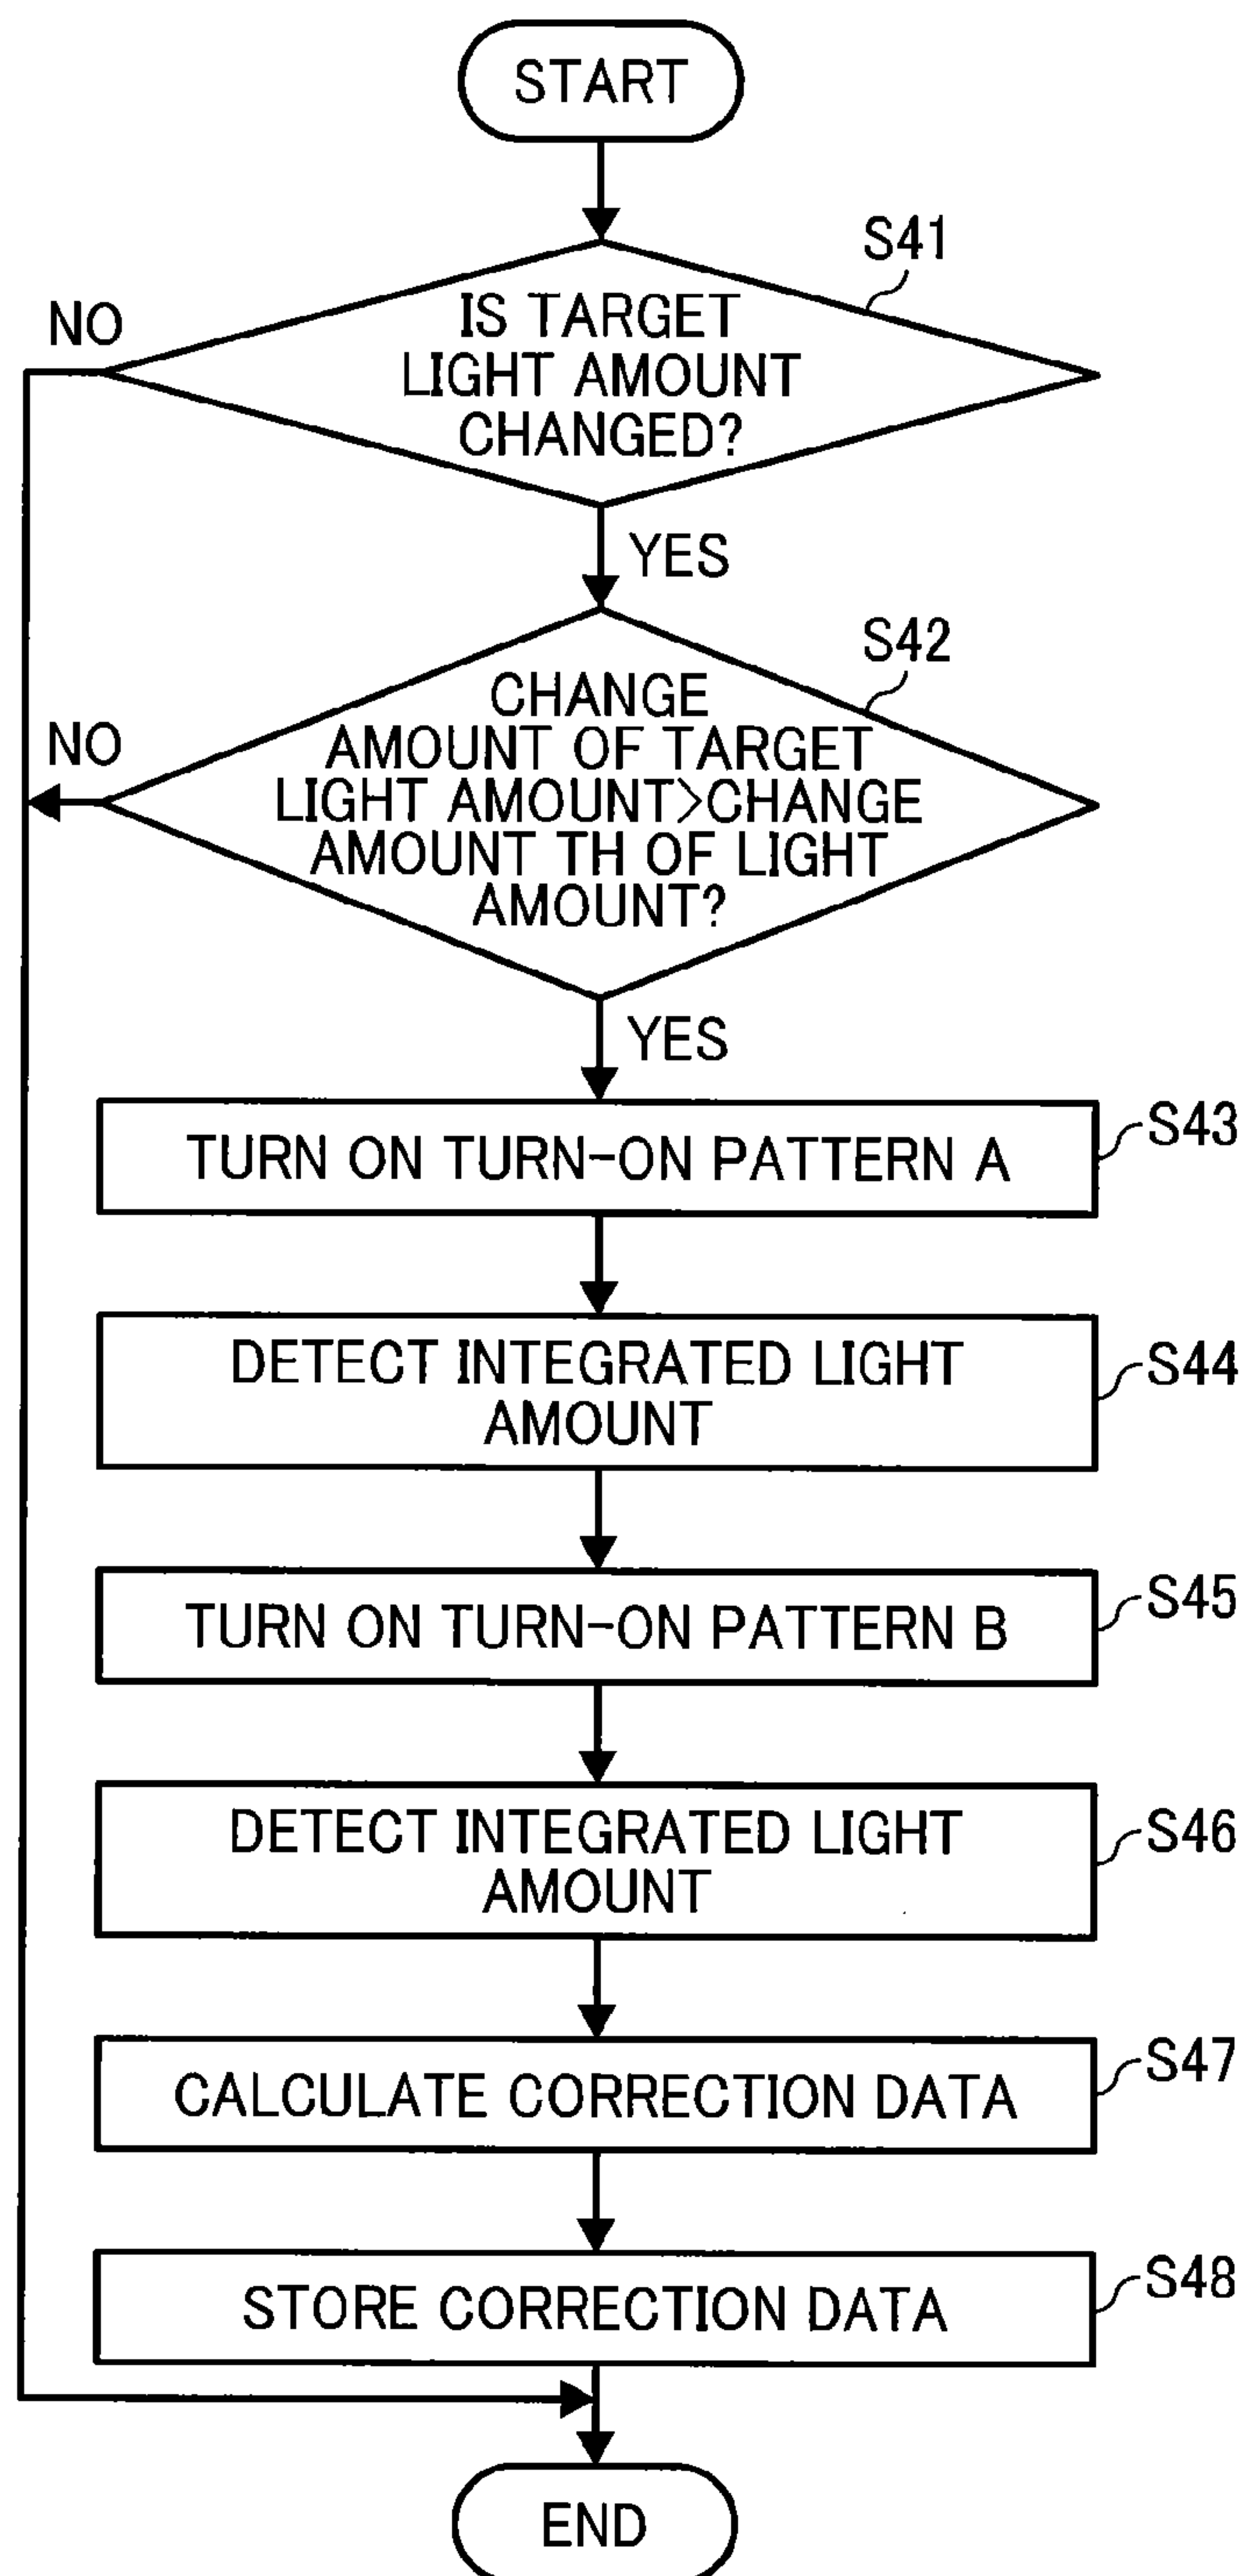 START
S41
IS TARGET
LIGHT AMOUNT
CHANGED?
NO
YES
S42
CHANGE
AMOUNT OF TARGET
LIGHT AMOUNT>CHANGE
AMOUNT TH OF LIGHT
AMOUNT?
NO
YES
TURN ON TURN-ON PATTERN A
S43
DETECT INTEGRATED LIGHT
AMOUNT
S44
TURN ON TURN-ON PATTERN B
S45
DETECT INTEGRATED LIGHT
AMOUNT
S46
CALCULATE CORRECTION DATA
S47
STORE CORRECTION DATA
S48
END